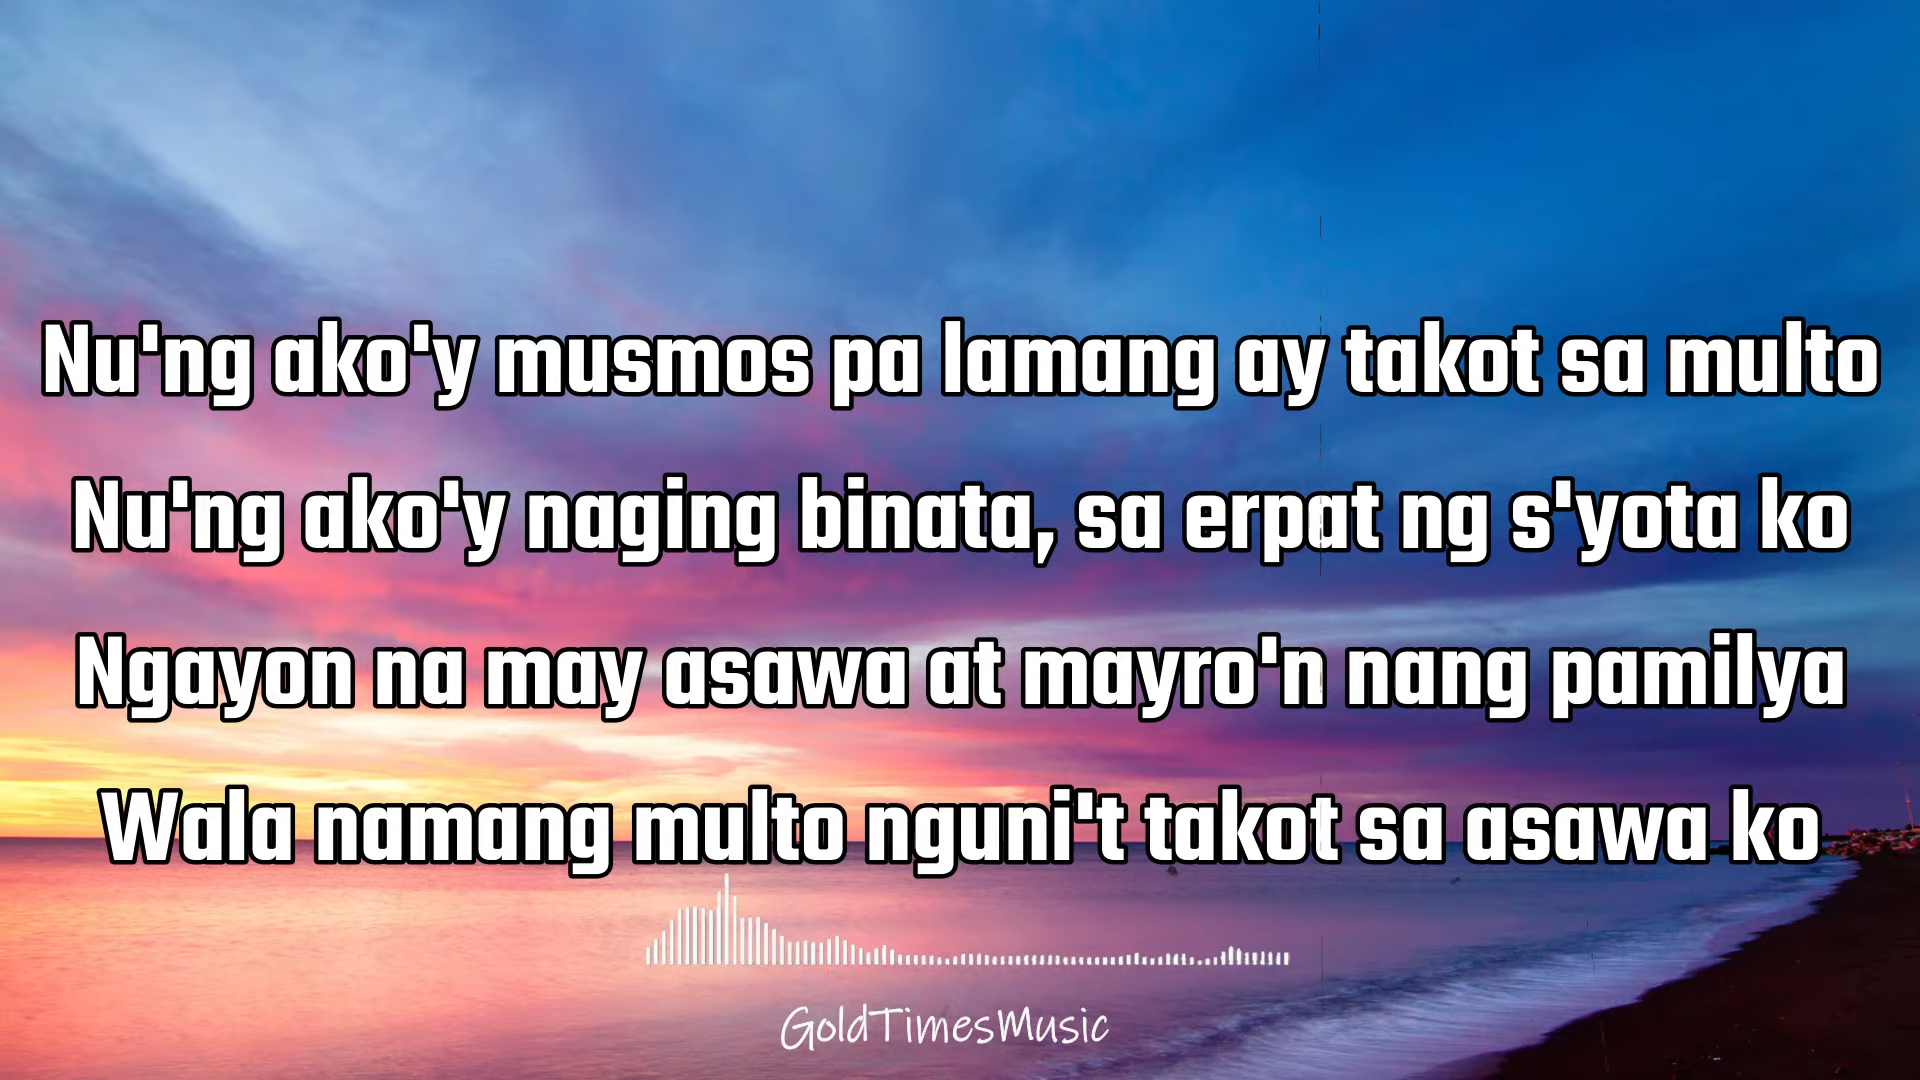 Nu'ng ako'y musmos pa lamang ay takot sa multo
Nu'ng ako'y naging binata, sa erpat ng s'yota ko
Ngayon na may asawa at mayro'n nang pamilya
Wala namang multo nguni't takot sa asawa ko
GoldTimesMusic